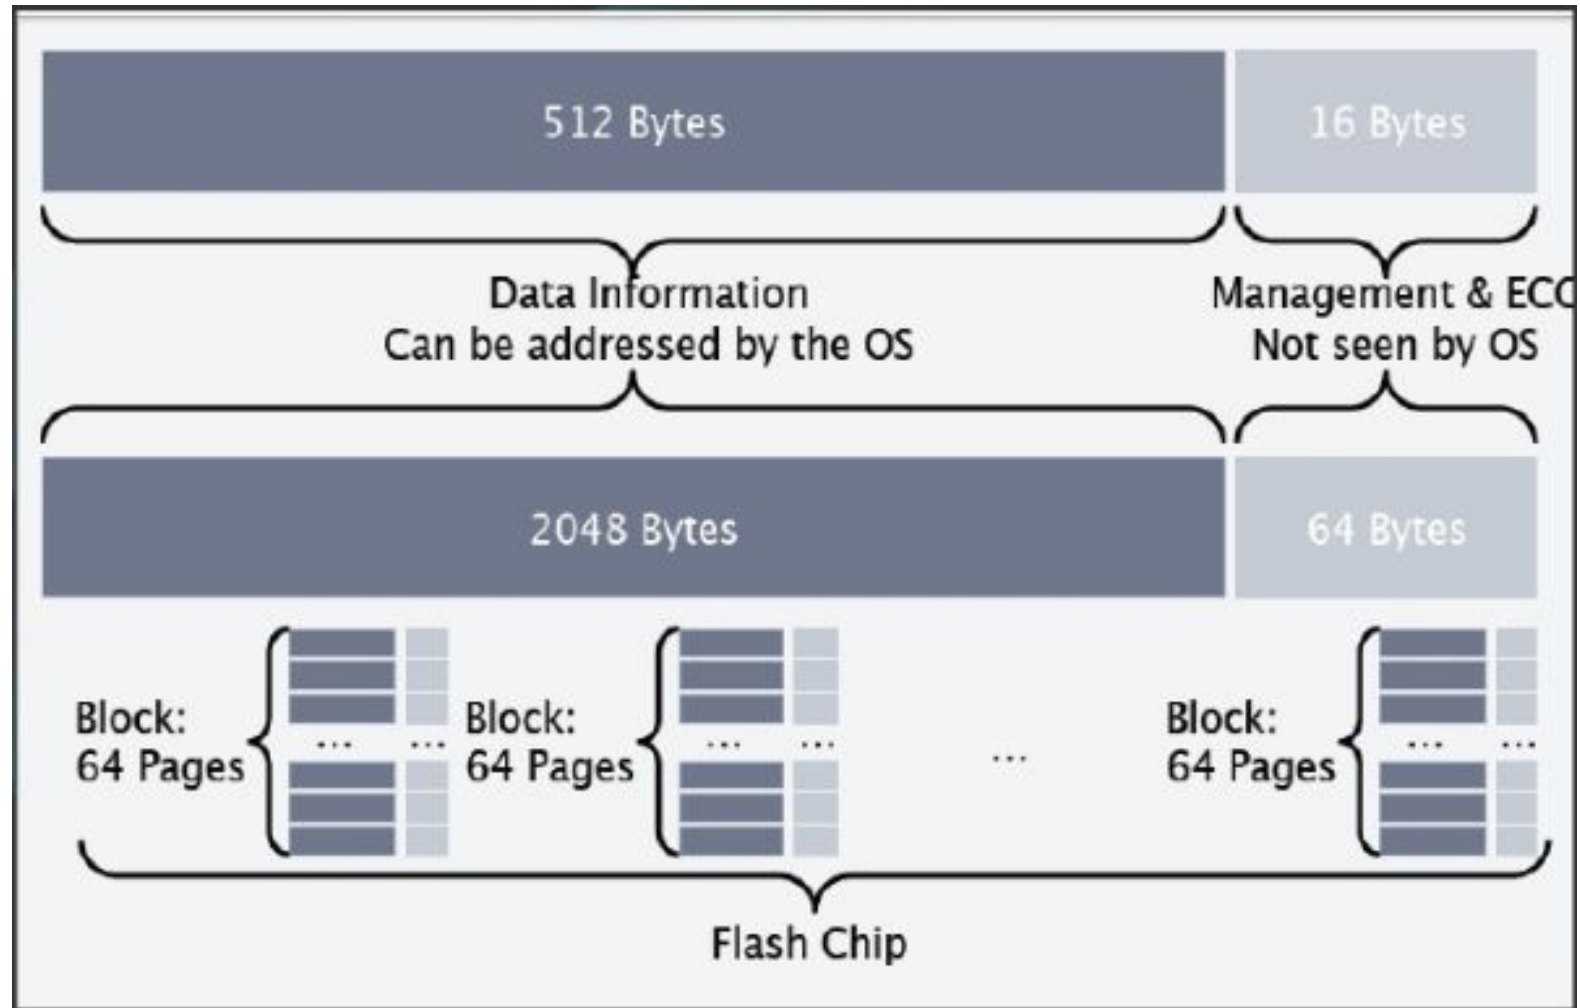 512 Bytes
16 Bytes
Data Information
Can be addressed by the OS
Management & ECC
Not seen by OS
2048 Bytes
64 Bytes
Block:
64 Pages
... ...
Block:
64 Pages
... ...
...
Block:
64 Pages
... ...
Flash Chip